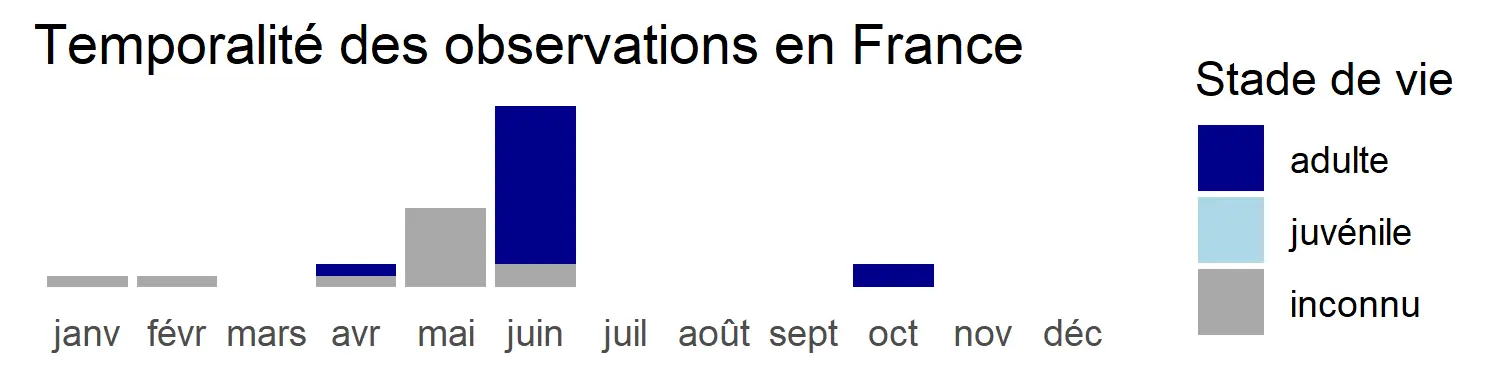 Temporalité des observations en France
Stade de vie
adulte
juvénile
inconnu
janv févr mars avr mai juin juil août sept oct nov déc